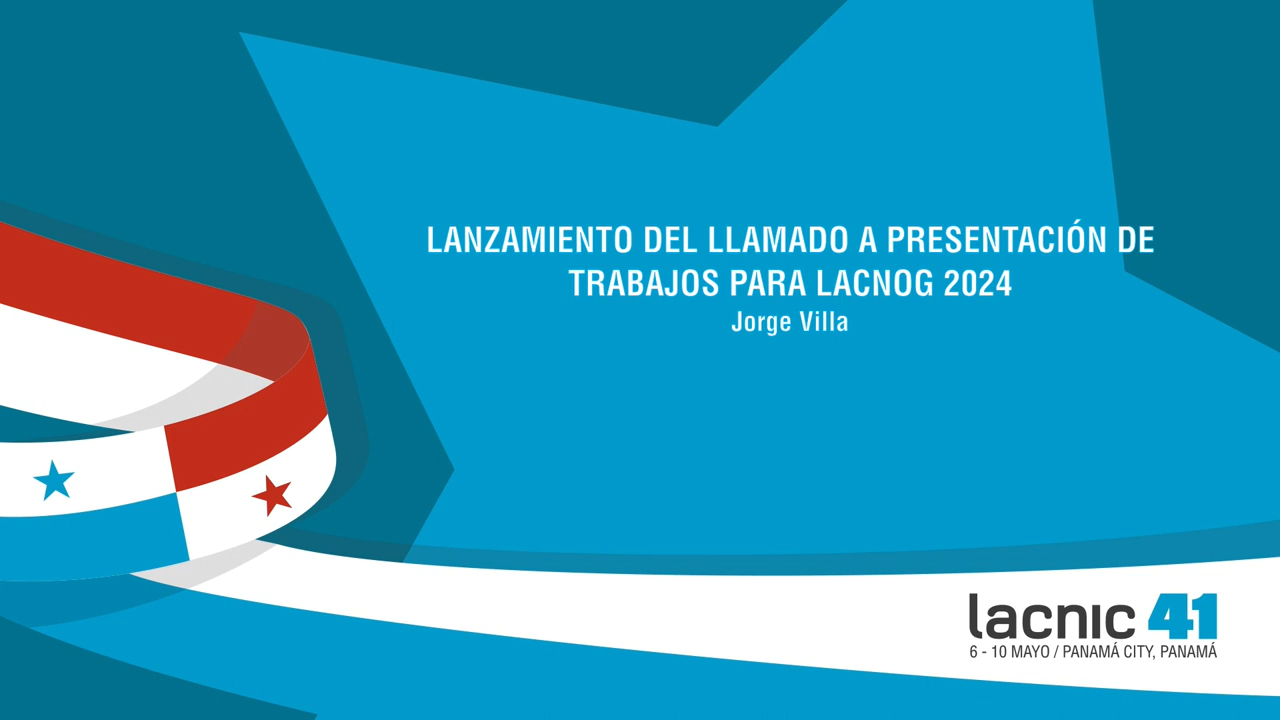 LANZAMIENTO DEL LLAMADO A PRESENTACIÓN DE
TRABAJOS PARA LACNOG 2024
Jorge Villa
lacnic 41
6 - 10 MAYO / PANAMÁ CITY, PANAMÁ